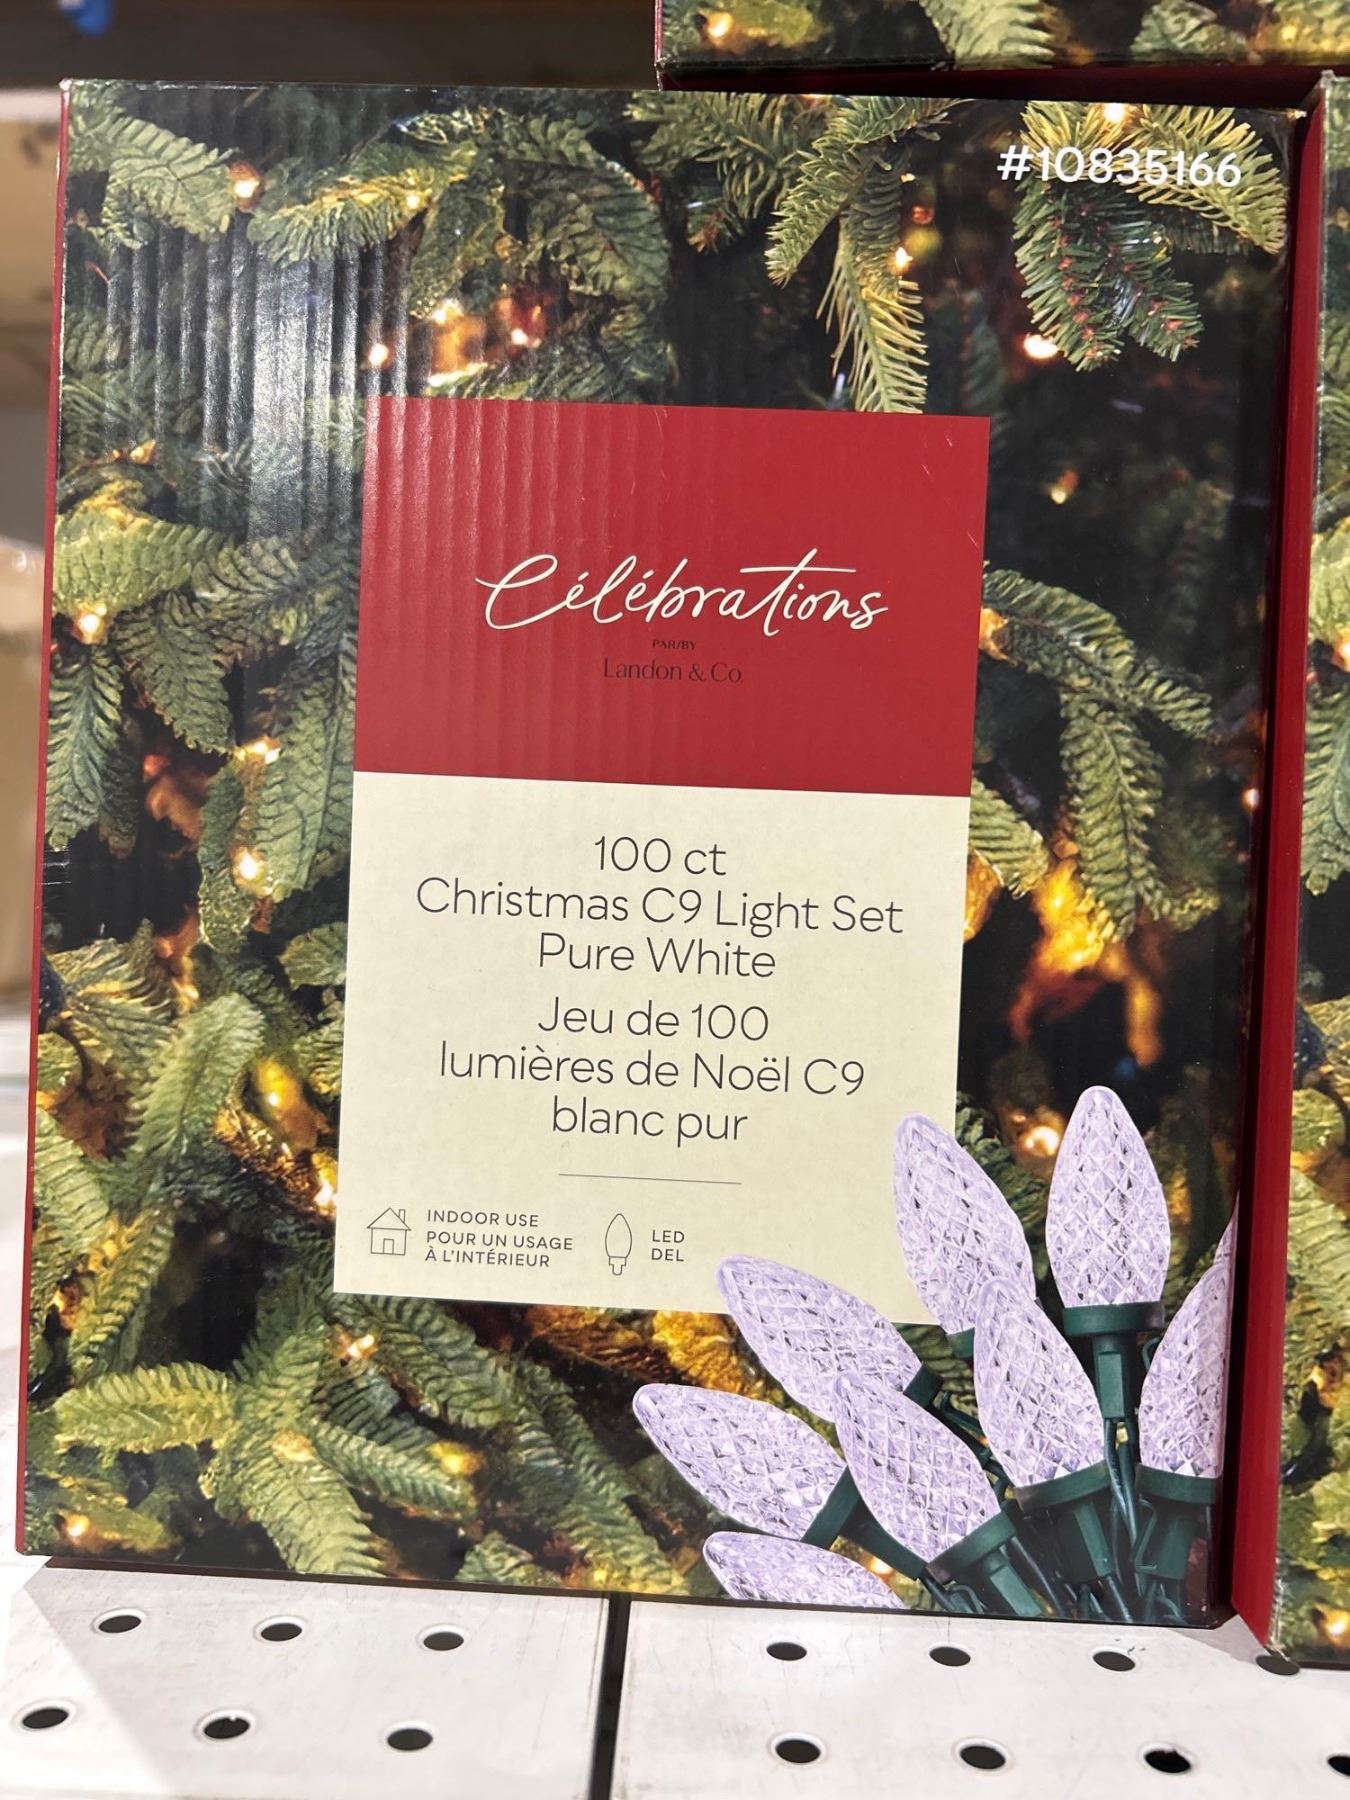 #10835166
Célébrations
PAR/BY
Landon & Co.
100 ct
Christmas C9 Light Set
Pure White
Jeu de 100
lumières de Noël C9
blanc pur
INDOOR USE
POUR UN USAGE
À L'INTÉRIEUR
LED
DEL